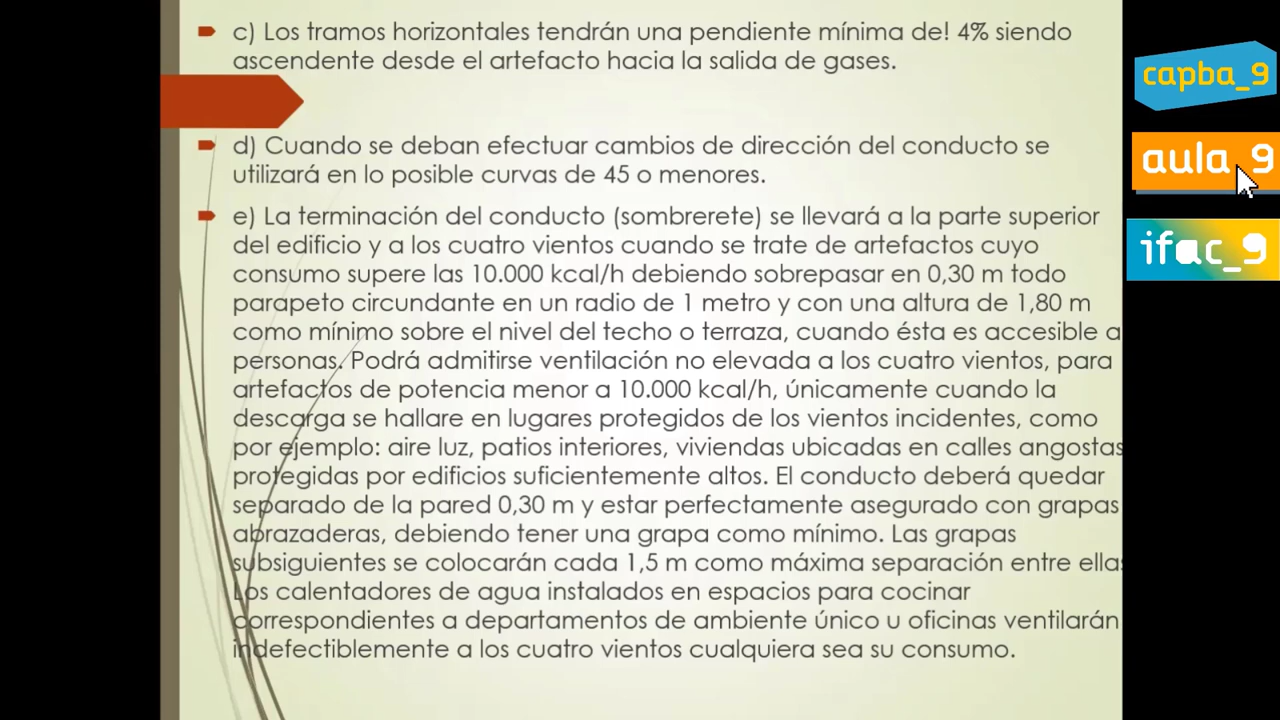 c) Los tramos horizontales tendrán una pendiente mínima de! 4% siendo
ascendente desde el artefacto hacia la salida de gases.
d) Cuando se deban efectuar cambios de dirección del conducto se
utilizará en lo posible curvas de 45 o menores.
e) La terminación del conducto (sombrerete) se llevará a la parte superior
del edificio y a los cuatro vientos cuando se trate de artefactos cuyo
consumo supere las 10.000 kcal/h debiendo sobrepasar en 0,30 m todo
parapeto circundante en un radio de 1 metro y con una altura de 1,80 m
como mínimo sobre el nivel del techo o terraza, cuando ésta es accesible a
personas. Podrá admitirse ventilación no elevada a los cuatro vientos, para
artefactos de potencia menor a 10.000 kcal/h, únicamente cuando la
descarga se hallare en lugares protegidos de los vientos incidentes, como
por ejemplo: aire luz, patios interiores, viviendas ubicadas en calles angostas
protegidas por edificios suficientemente altos. El conducto deberá quedar
separado de la pared 0,30 m y estar perfectamente asegurado con grapas
abrazaderas, debiendo tener una grapa como mínimo. Las grapas
subsiguientes se colocarán cada 1,5 m como máxima separación entre ellas
Los calentadores de agua instalados en espacios para cocinar
correspondientes a departamentos de ambiente único u oficinas ventilarán
indefectiblemente a los cuatro vientos cualquiera sea su consumo.
capba_9
aula_9
ifac_9